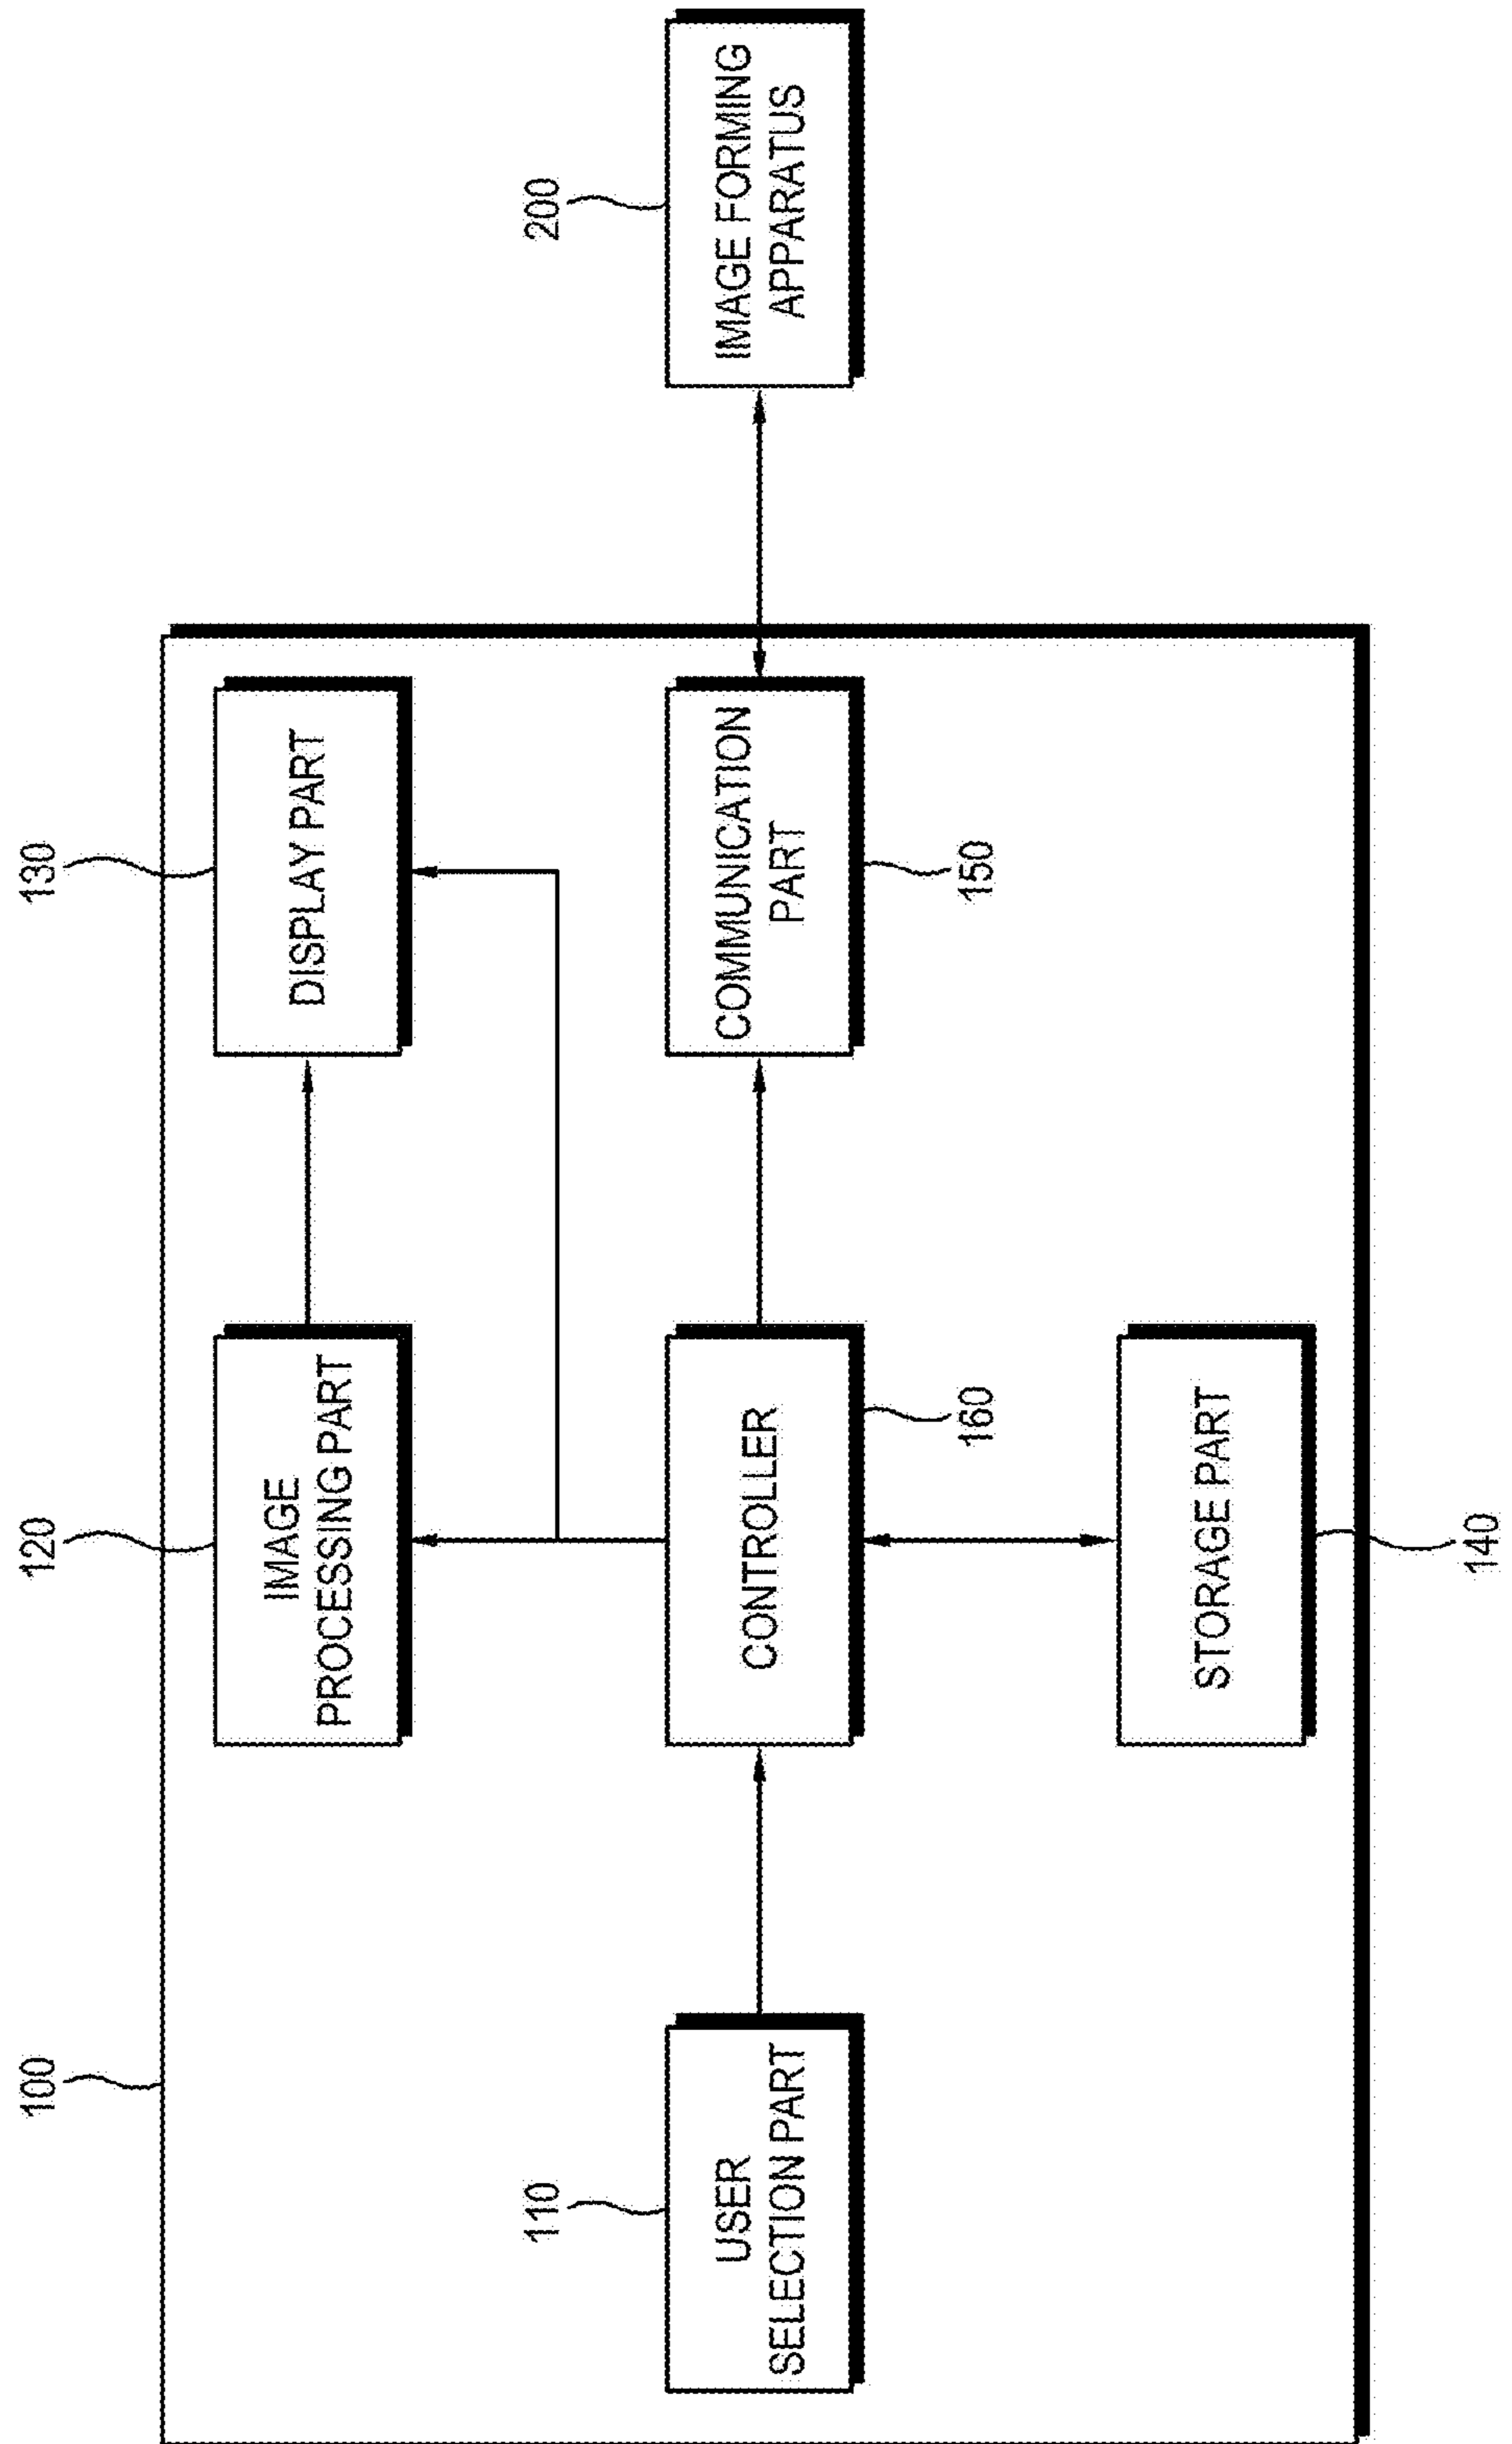 100
120
130
IMAGE
PROCESSING PART
DISPLAY PART
110
200
USER
SELECTION PART
CONTROLLER
COMMUNICATION
PART
IMAGE FORMING
APPARATUS
160
150
STORAGE PART
140